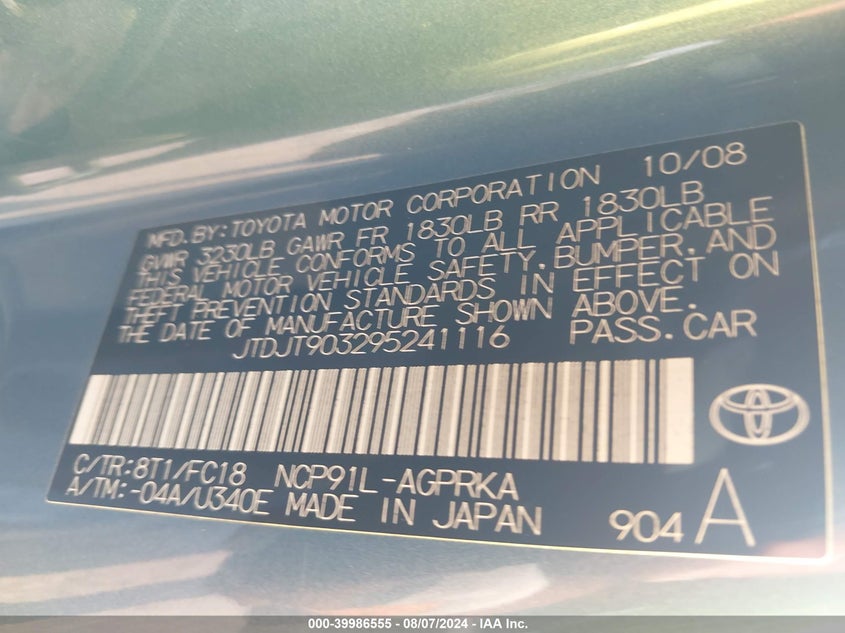 MFD.BY:TOYOTA MOTOR CORPORATION 10/08
GVWR 3230LB GAWR FR 1830LB RR 1830LB
THIS VEHICLE CONFORMS TO ALL APPLICABLE
FEDERAL MOTOR VEHICLE SAFETY,BUMPER,AND
THEFT PREVENTION STANDARDS IN EFFECT ON
THE DATE OF MANUFACTURE SHOWN ABOVE.
JTDJT903295241116 PASS.CAR
C/TR:8T1/FC18 NCP91L-AGPRKA
A/TM:-04A/U340E MADE IN JAPAN 904 A
000-39986555 - 08/07/2024 - IAA Inc.